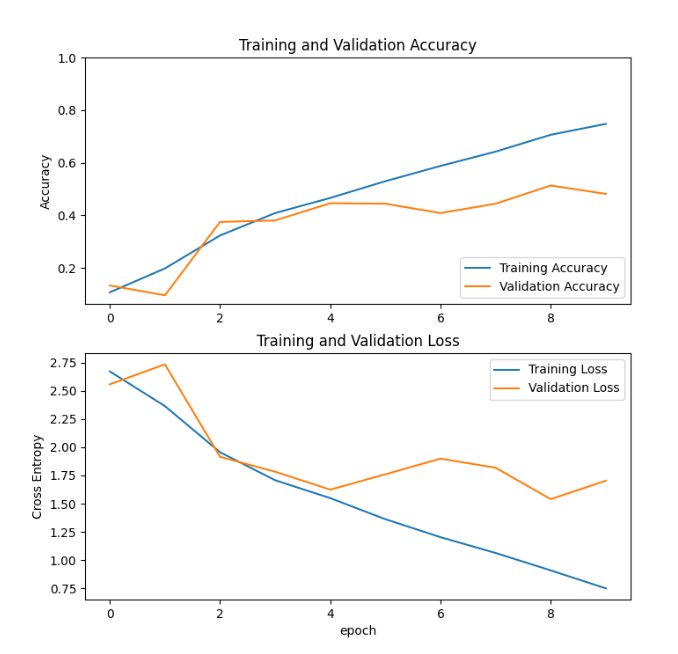 Training and Validation Accuracy
1.0
0.8
0.6
0.4
0.2
Accuracy
Training Accuracy
Validation Accuracy
0 2 4 6 8
Training and Validation Loss
2.75
2.50
2.25
2.00
1.75
1.50
1.25
1.00
0.75
Cross Entropy
Training Loss
Validation Loss
0 2 4 6 8
epoch